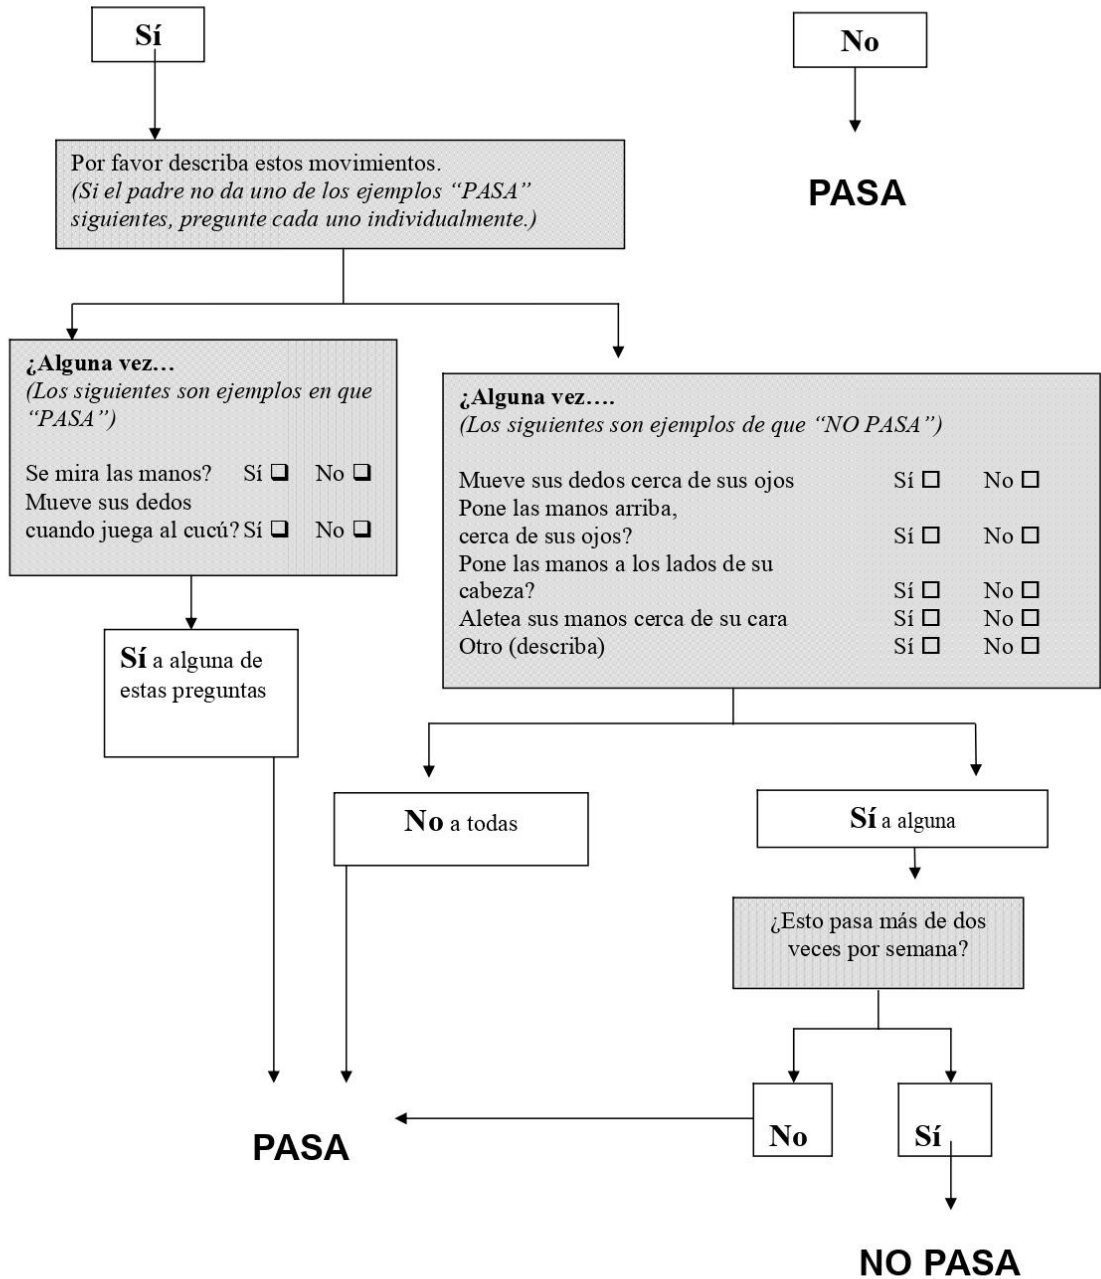 Sí
No
PASA
Por favor describa estos movimientos.
(Si el padre no da uno de los ejemplos “PASA”
siguientes, pregunte cada uno individualmente.)
¿Alguna vez…
(Los siguientes son ejemplos en que
“PASA”)
Se mira las manos? Sí ❑ No ❑
Mueve sus dedos
cuando juega al cucú? Sí ❑ No ❑
¿Alguna vez….
(Los siguientes son ejemplos de que “NO PASA”)
Mueve sus dedos cerca de sus ojos Sí □ No □
Pone las manos arriba,
cerca de sus ojos? Sí □ No □
Pone las manos a los lados de su
cabeza? Sí □ No □
Aletea sus manos cerca de su cara Sí □ No □
Otro (describa) Sí □ No □
Sí a alguna de
estas preguntas
No a todas
Sí a alguna
¿Esto pasa más de dos
veces por semana?
No
Sí
PASA
NO PASA